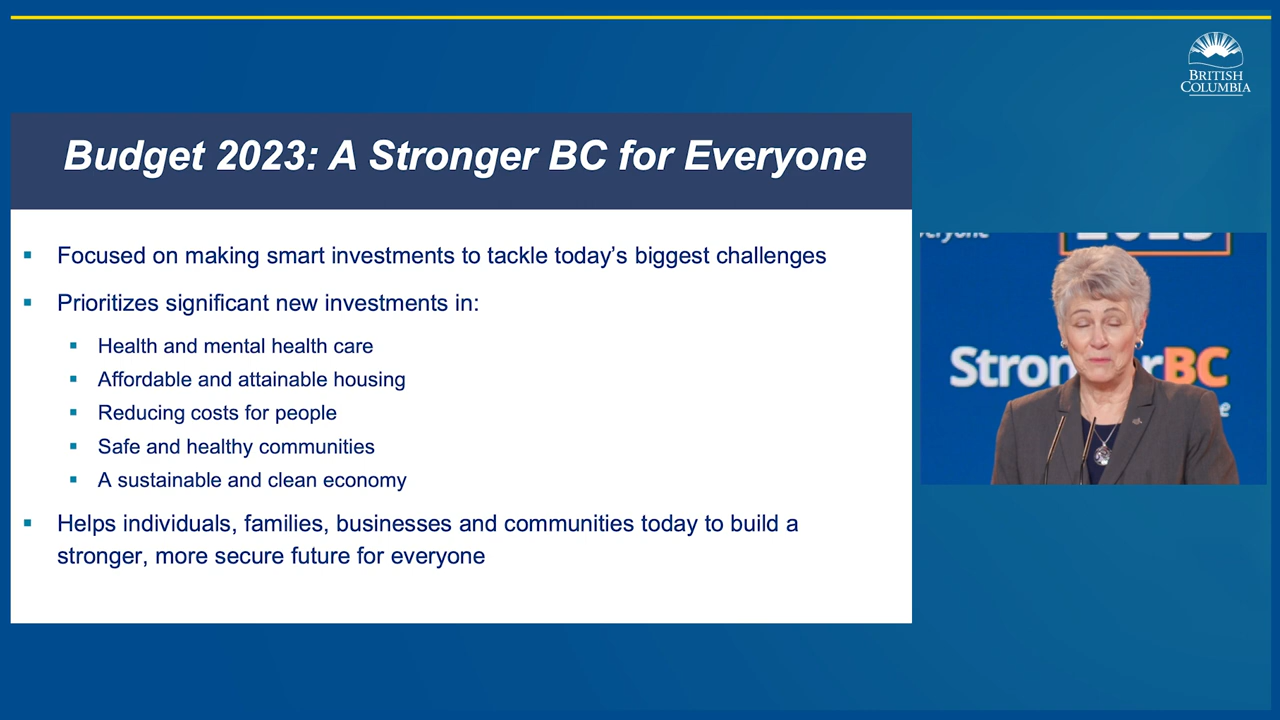 BRITISH
COLUMBIA
Budget 2023: A Stronger BC for Everyone
Focused on making smart investments to tackle today's biggest challenges
Prioritizes significant new investments in:
Health and mental health care
Affordable and attainable housing
Reducing costs for people
Safe and healthy communities
A sustainable and clean economy
Helps individuals, families, businesses and communities today to build a
stronger, more secure future for everyone
everyone
2023
BC